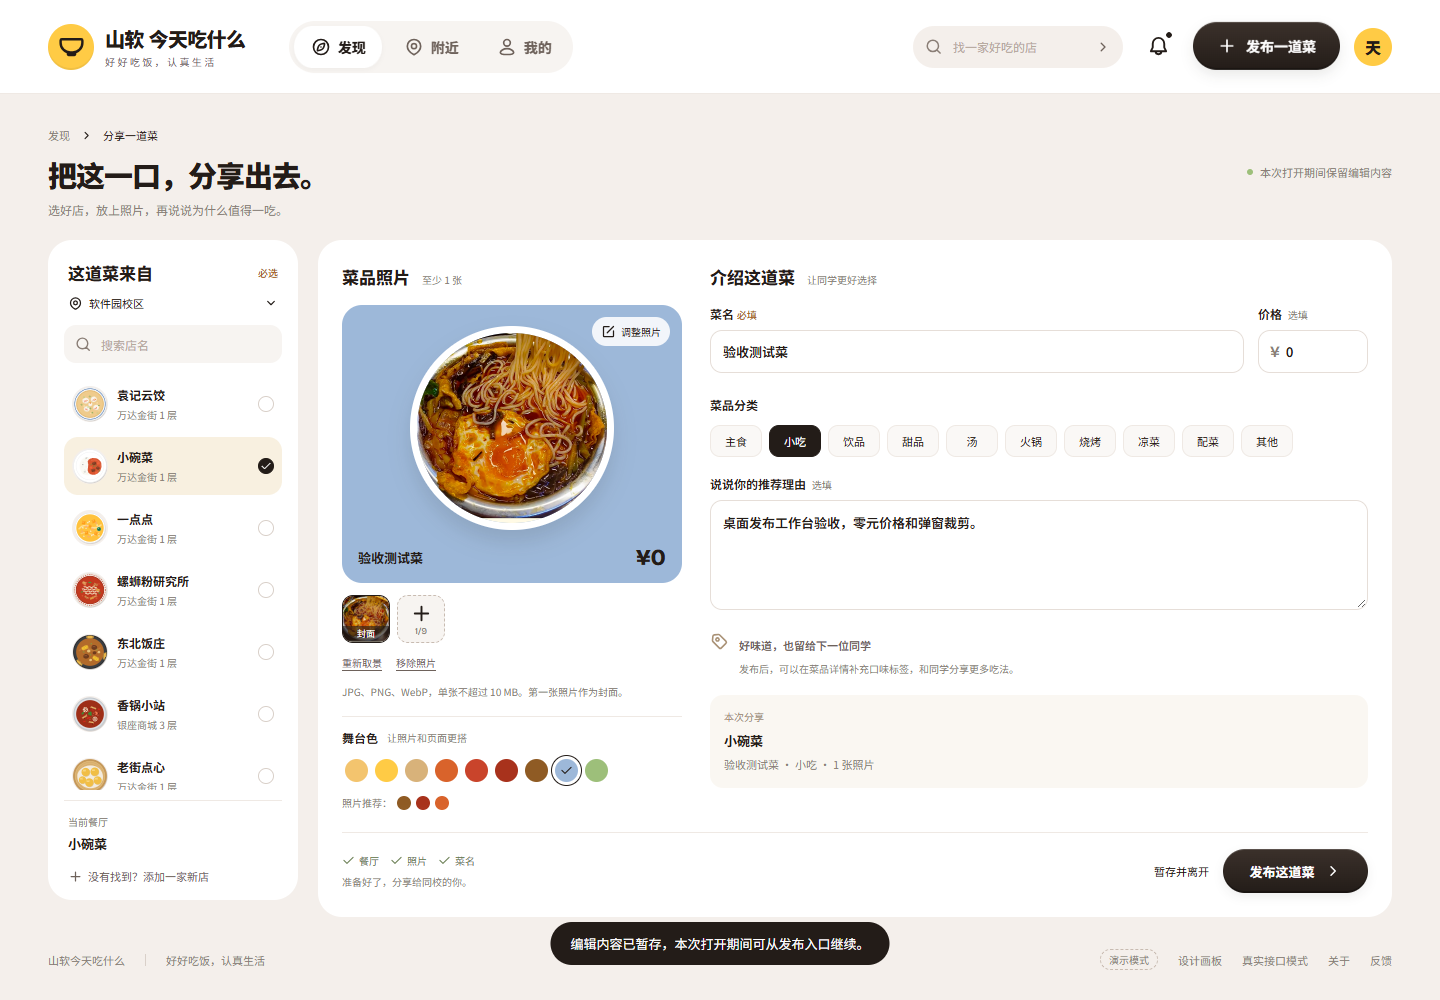 山软 今天吃什么
好好吃饭，认真生活
发现
附近
我的
找一家好吃的店
发布一道菜
天
发现
分享一道菜
把这一口，分享出去。
选好店，放上照片，再说说为什么值得一吃。
本次打开期间保留编辑内容
这道菜来自
必选
软件园校区
搜索店名
袁记云饺
万达金街 1 层
小碗菜
万达金街 1 层
一点点
万达金街 1 层
螺蛳粉研究所
万达金街 1 层
东北饭庄
万达金街 1 层
香锅小站
银座商城 3 层
老街点心
万达金街 1 层
当前餐厅
小碗菜
没有找到？添加一家新店
菜品照片
至少 1 张
调整照片
验收测试菜
¥0
封面
1/9
重新取景
移除照片
JPG、PNG、WebP，单张不超过 10 MB。第一张照片作为封面。
舞台色
让照片和页面更搭
照片推荐：
介绍这道菜
让同学更好选择
菜名 必填
价格 选填
验收测试菜
¥ 0
菜品分类
主食
小吃
饮品
甜品
汤
火锅
烧烤
凉菜
配菜
其他
说说你的推荐理由 选填
桌面发布工作台验收，零元价格和弹窗裁剪。
好味道，也留给下一位同学
发布后，可以在菜品详情补充口味标签，和同学分享更多吃法。
本次分享
小碗菜
验收测试菜 · 小吃 · 1 张照片
餐厅
照片
菜名
准备好了，分享给同校的你。
暂存并离开
发布这道菜
编辑内容已暂存，本次打开期间可从发布入口继续。
山软今天吃什么
好好吃饭，认真生活
演示模式
设计画板
真实接口模式
关于
反馈